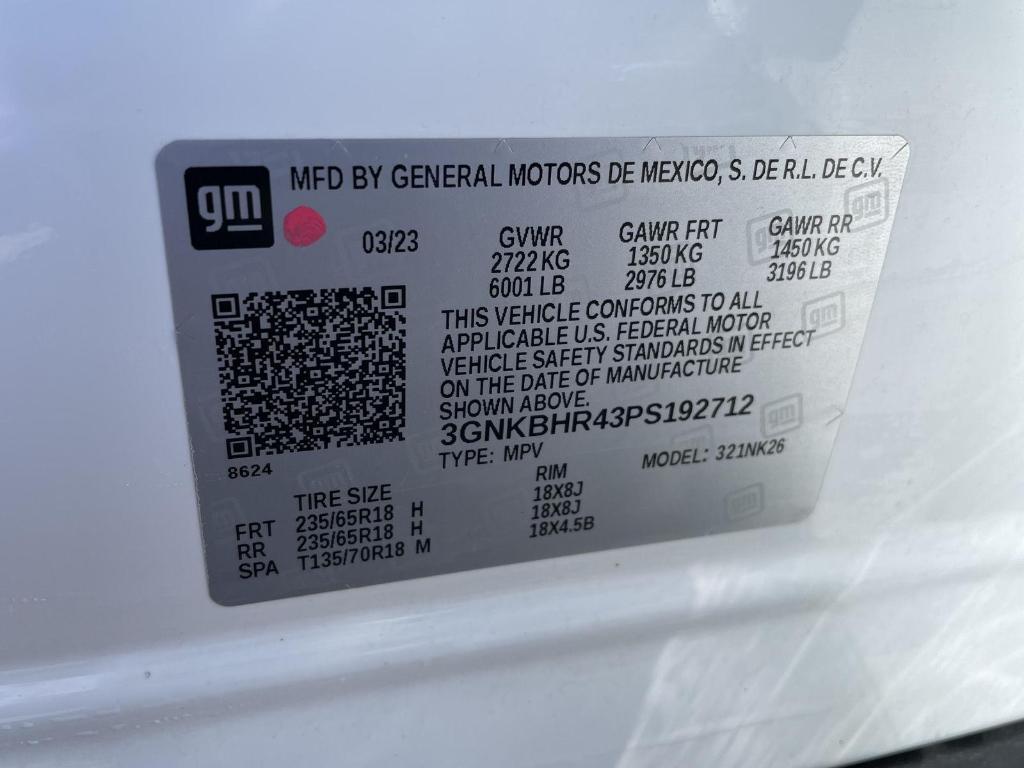 gm
MFD BY GENERAL MOTORS DE MEXICO, S. DE R.L. DE C.V.
03/23
GVWR
2722 KG
6001 LB
GAWR FRT
1350 KG
2976 LB
GAWR RR
1450 KG
3196 LB
THIS VEHICLE CONFORMS TO ALL
APPLICABLE U.S. FEDERAL MOTOR
VEHICLE SAFETY STANDARDS IN EFFECT
ON THE DATE OF MANUFACTURE
SHOWN ABOVE.
3GNKBHR43PS192712
TYPE: MPV MODEL: 321NK26
8624
TIRE SIZE RIM
FRT 235/65R18 H 18X8J
RR 235/65R18 H 18X8J
SPA T135/70R18 M 18X4.5B